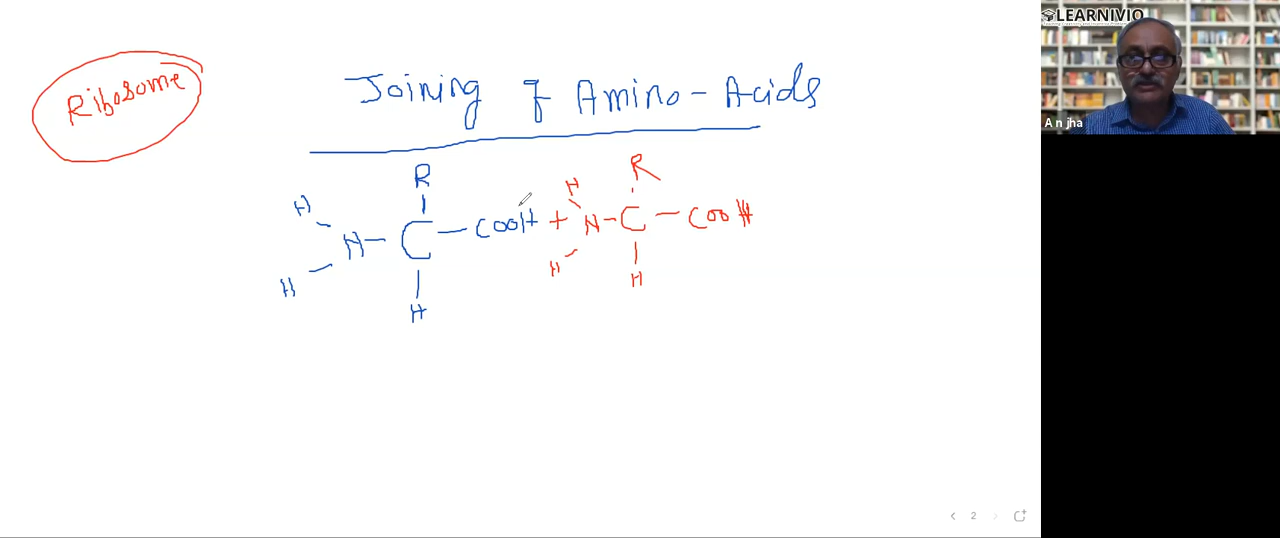 LEARNIVIO
A n jha
Ribosome
Joining of Amino-Acids
R
H
N - C - COOH
H
H
+
R
H
N - C - COOH
H
H
2